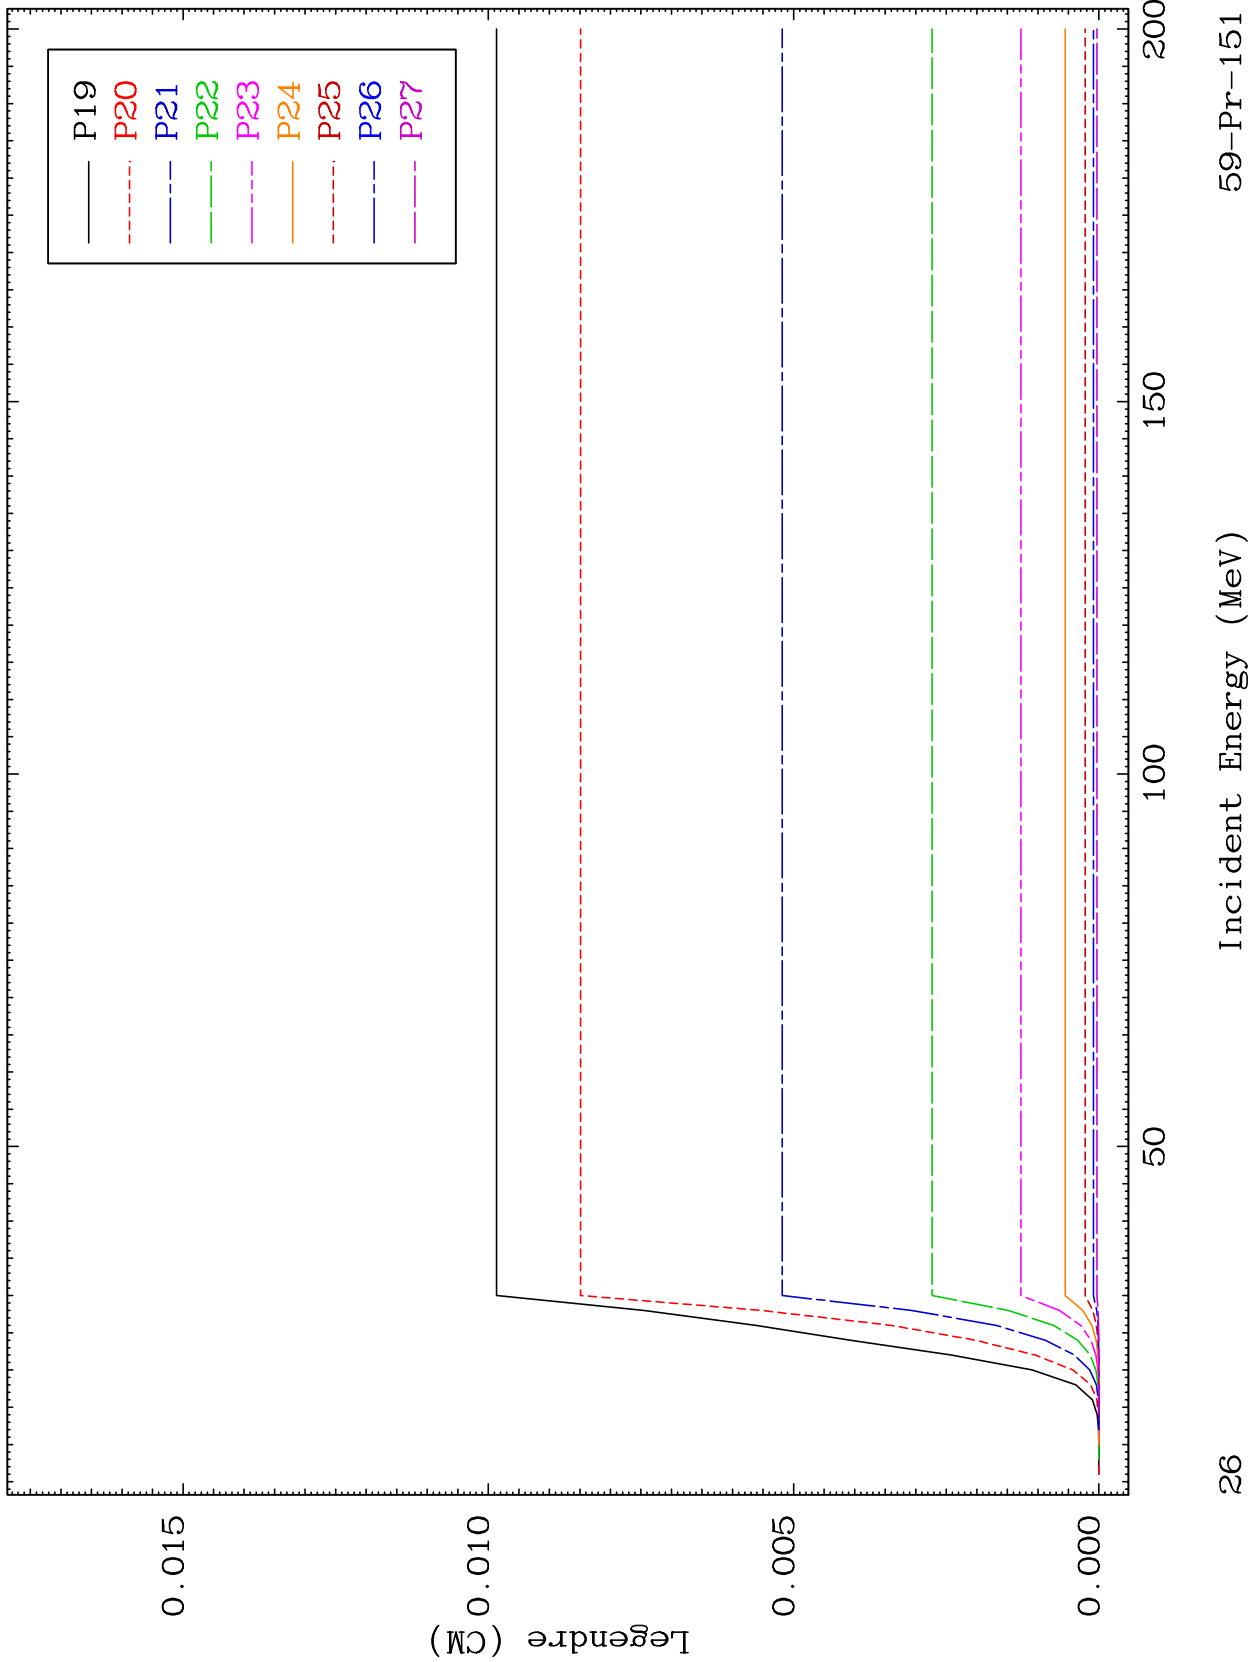 P19
P20
P21
P22
P23
P24
P25
P26
P27
0.015
0.010
0.005
0.000
Legendre (CM)
50
100
150
200
Incident Energy (MeV)
26
59-Pr-151